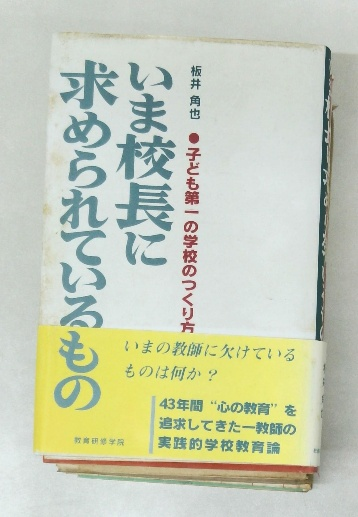 板井 角也
●子ども第一の学校のつくり方
いま校長に
求められているもの
いまの教師に欠けている
ものは何か？
43年間“心の教育”を
追求してきた一教師の
実践的学校教育論
教育研修学院